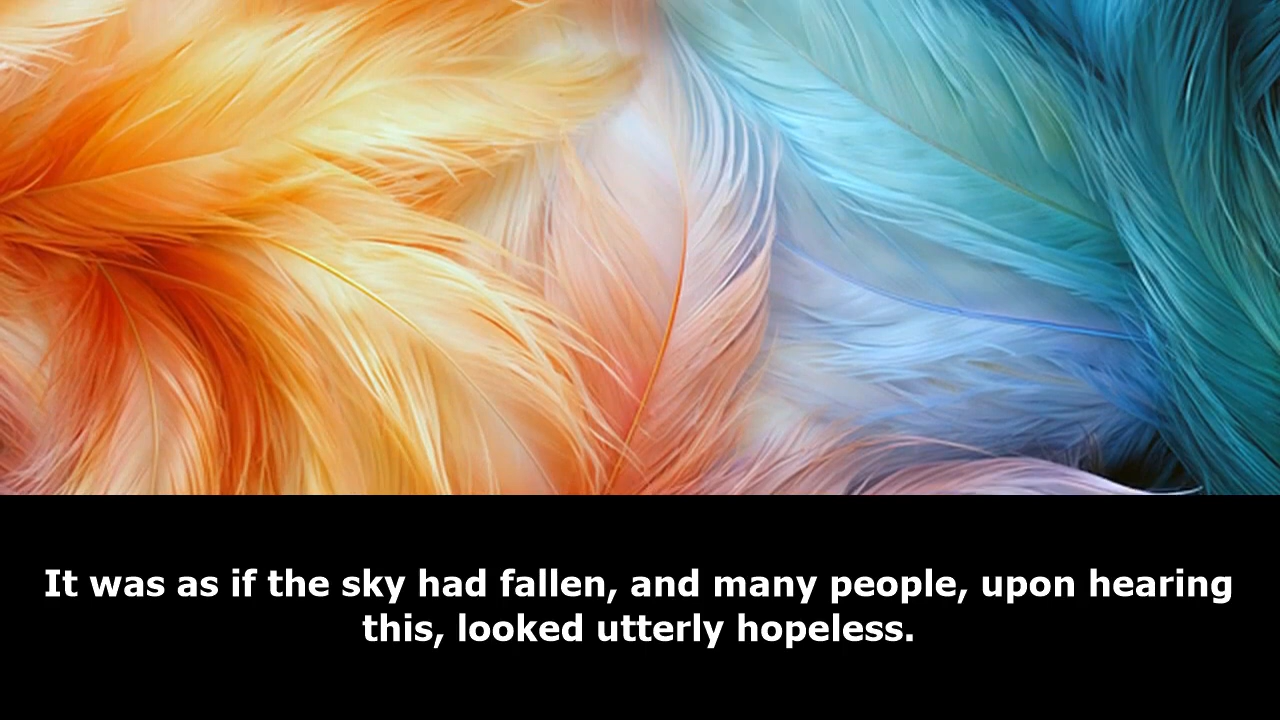 It was as if the sky had fallen, and many people, upon hearing
this, looked utterly hopeless.